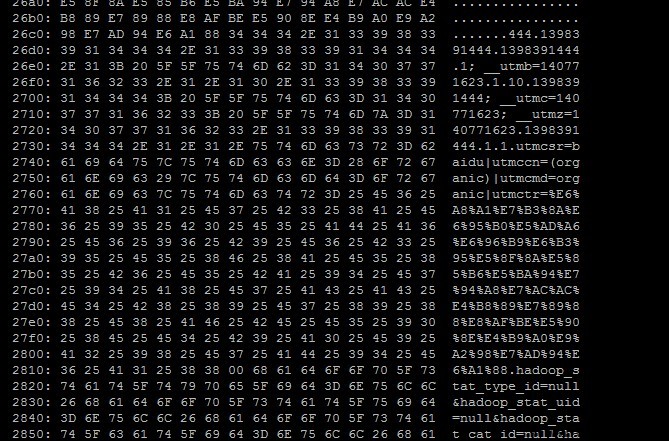 26a0: E5 8F 8A E5 85 B6 E5 BA 94 E7 94 A8 E7 AC AC E4 ................
26b0: B8 89 E7 89 88 E8 AF BE E5 90 8E E4 B9 A0 E9 A2 ................
26c0: 98 E7 AD 94 E6 A1 88 34 34 34 2E 31 33 39 38 33 .......444.13983
26d0: 39 31 34 34 34 2E 31 33 39 38 33 39 31 34 34 34 91444.1398391444
26e0: 2E 31 3B 20 5F 5F 75 74 6D 62 3D 31 34 30 37 37 .1; __utmb=14077
26f0: 31 36 32 33 2E 31 2E 31 30 2E 31 33 39 38 33 39 1623.1.10.139839
2700: 31 34 34 34 3B 20 5F 5F 75 74 6D 63 3D 31 34 30 1444; __utmc=140
2710: 37 37 31 36 32 33 3B 20 5F 5F 75 74 6D 7A 3D 31 771623; __utmz=1
2720: 34 30 37 37 31 36 32 33 2E 31 33 39 38 33 39 31 40771623.1398391
2730: 34 34 34 2E 31 2E 31 2E 75 74 6D 63 73 72 3D 62 444.1.1.utmcsr=b
2740: 61 69 64 75 7C 75 74 6D 63 63 6E 3D 28 6F 72 67 aidu|utmccn=(org
2750: 61 6E 69 63 29 7C 75 74 6D 63 6D 64 3D 6F 72 67 anic)|utmcmd=org
2760: 61 6E 69 63 7C 75 74 6D 63 74 72 3D 25 45 36 25 anic|utmctr=%E6%
2770: 41 38 25 41 31 25 45 37 25 42 33 25 38 41 25 45 A8%A1%E7%B3%8A%E
2780: 36 25 39 35 25 42 30 25 45 35 25 41 44 25 41 36 6%95%B0%E5%AD%A6
2790: 25 45 36 25 39 36 25 42 39 25 45 36 25 42 33 25 %E6%96%B9%E6%B3%
27a0: 39 35 25 45 35 25 38 46 25 38 41 25 45 35 25 38 95%E5%8F%8A%E5%8
27b0: 35 25 42 36 25 45 35 25 42 41 25 39 34 25 45 37 5%B6%E5%BA%94%E7
27c0: 25 39 34 25 41 38 25 45 37 25 41 43 25 41 43 25 %94%A8%E7%AC%AC%
27d0: 45 34 25 42 38 25 38 39 25 45 37 25 38 39 25 38 E4%B8%89%E7%89%8
27e0: 38 25 45 38 25 41 46 25 42 45 25 45 35 25 39 30 8%E8%AF%BE%E5%90
27f0: 25 38 45 25 45 34 25 42 39 25 41 30 25 45 39 25 %8E%E4%B9%A0%E9%
2800: 41 32 25 39 38 25 45 37 25 41 44 25 39 34 25 45 A2%98%E7%AD%94%E
2810: 36 25 41 31 25 38 38 00 68 61 64 6F 6F 70 5F 73 6%A1%88.hadoop_s
2820: 74 61 74 5F 74 79 70 65 5F 69 64 3D 6E 75 6C 6C tat_type_id=null
2830: 26 68 61 64 6F 6F 70 5F 73 74 61 74 5F 75 69 64 &hadoop_stat_uid
2840: 3D 6E 75 6C 6C 26 68 61 64 6F 6F 70 5F 73 74 61 =null&hadoop_sta
2850: 74 5F 63 61 74 5F 69 64 3D 6E 75 6C 6C 26 68 61 t_cat_id=null&ha